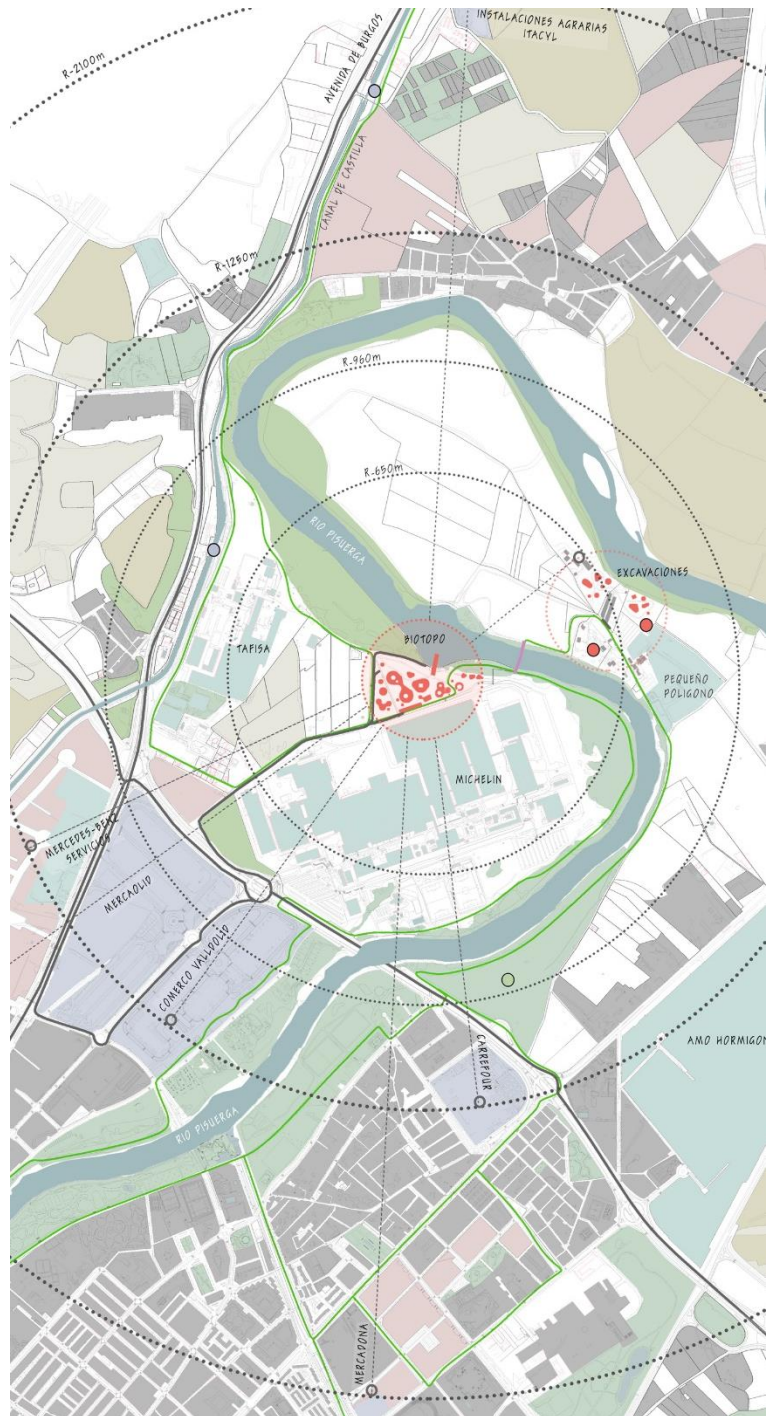 INSTALACIONES AGRARIAS
ITACYL
AVENIDA DE BURGOS
R-2100m
CANAL DE CASTILLA
R-1250m
R-960m
R-650m
RIO PISUERGA
EXCAVACIONES
BIOTOPO
TAFISA
PEQUEÑO
POLIGONO
MICHELIN
MERCEDES-BENZ
SERVICIOS
MERCAOLID
COMERCO VALLDOLID
CARREFOUR
AMO HORMIGON
RIO PISUERGA
MERCADONA